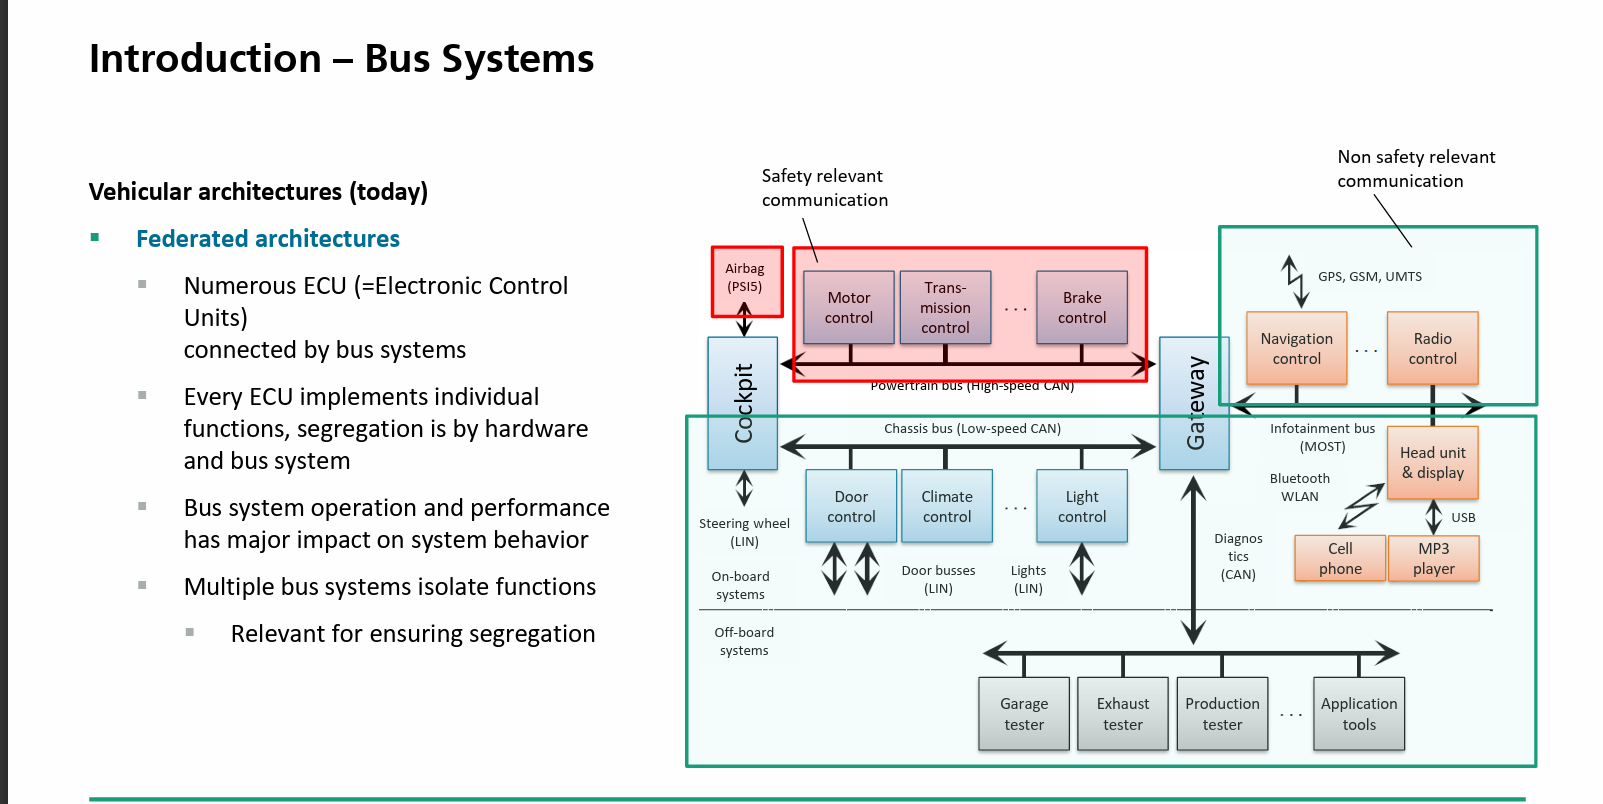 Introduction – Bus Systems
Vehicular architectures (today)
Federated architectures
Numerous ECU (=Electronic Control
Units)
connected by bus systems
Every ECU implements individual
functions, segregation is by hardware
and bus system
Bus system operation and performance
has major impact on system behavior
Multiple bus systems isolate functions
Relevant for ensuring segregation
Safety relevant
communication
Non safety relevant
communication
Airbag
(PSI5)
Motor
control
Trans-
mission
control
. . .
Brake
control
Powertrain bus (High-speed CAN)
Cockpit
Gateway
GPS, GSM, UMTS
Navigation
control
. . .
Radio
control
Infotainment bus
(MOST)
Chassis bus (Low-speed CAN)
Door
control
Climate
control
. . .
Light
control
Steering wheel
(LIN)
Door busses
(LIN)
Lights
(LIN)
Head unit
& display
Bluetooth
WLAN
USB
Cell
phone
MP3
player
Diagnos
tics
(CAN)
On-board
systems
Off-board
systems
Garage
tester
Exhaust
tester
Production
tester
. . .
Application
tools